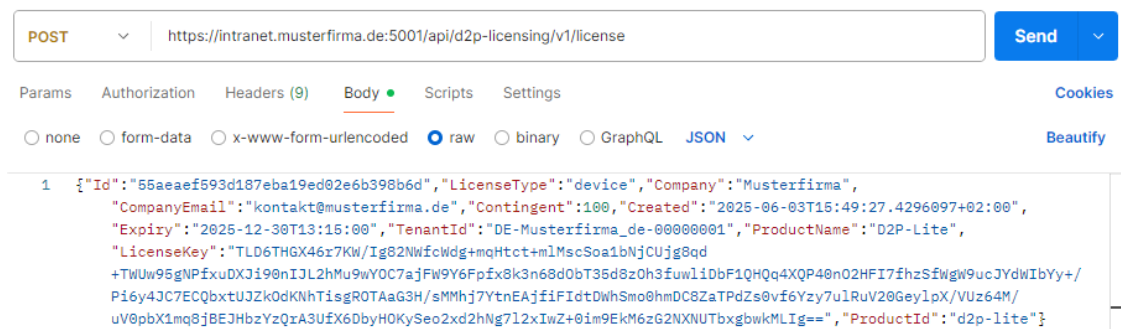 POST https://intranet.musterfirma.de:5001/api/d2p-licensing/v1/license Send
Params Authorization Headers (9) Body Scripts Settings Cookies
none form-data x-www-form-urlencoded raw binary GraphQL JSON Beautify
1 {"Id":"55aeaef593d187eba19ed02e6b398b6d","LicenseType":"device","Company":"Musterfirma",
"CompanyEmail":"kontakt@musterfirma.de","Contingent":100,"Created":"2025-06-03T15:49:27.4296097+02:00",
"Expiry":"2025-12-30T13:15:00","TenantId":"DE-Musterfirma_de-00000001","ProductName":"D2P-Lite",
"LicenseKey":"TLD6THGX46r7KW/Ig82NWfcWdg+mqHtct+mlMscSoa1bNjCUjg8qd
+TWUw95gNPfxuDXJi90nIJL2hMu9wYOC7ajFW9Y6Fpfx8k3n68dObT35d8zOh3fuwliDbF1QHQq4XQP40nO2HFI7fhzSfWgW9ucJYdWIbYy+/
Pi6y4JC7ECQbxtUJZkOdKNhTisgROTAaG3H/sMMhj7YtnEAjfiFIdtDWhSmo0hmDC8ZaTPdZs0vf6Yzy7ulRuV20GeylpX/VUz64M/
uV0pbX1mq8jBEJHbzYzQrA3UfX6DbyHOKySeo2xd2hNg7l2xIwZ+0im9EkM6zG2NXNUTbxgbwkMLIg==","ProductId":"d2p-lite"}